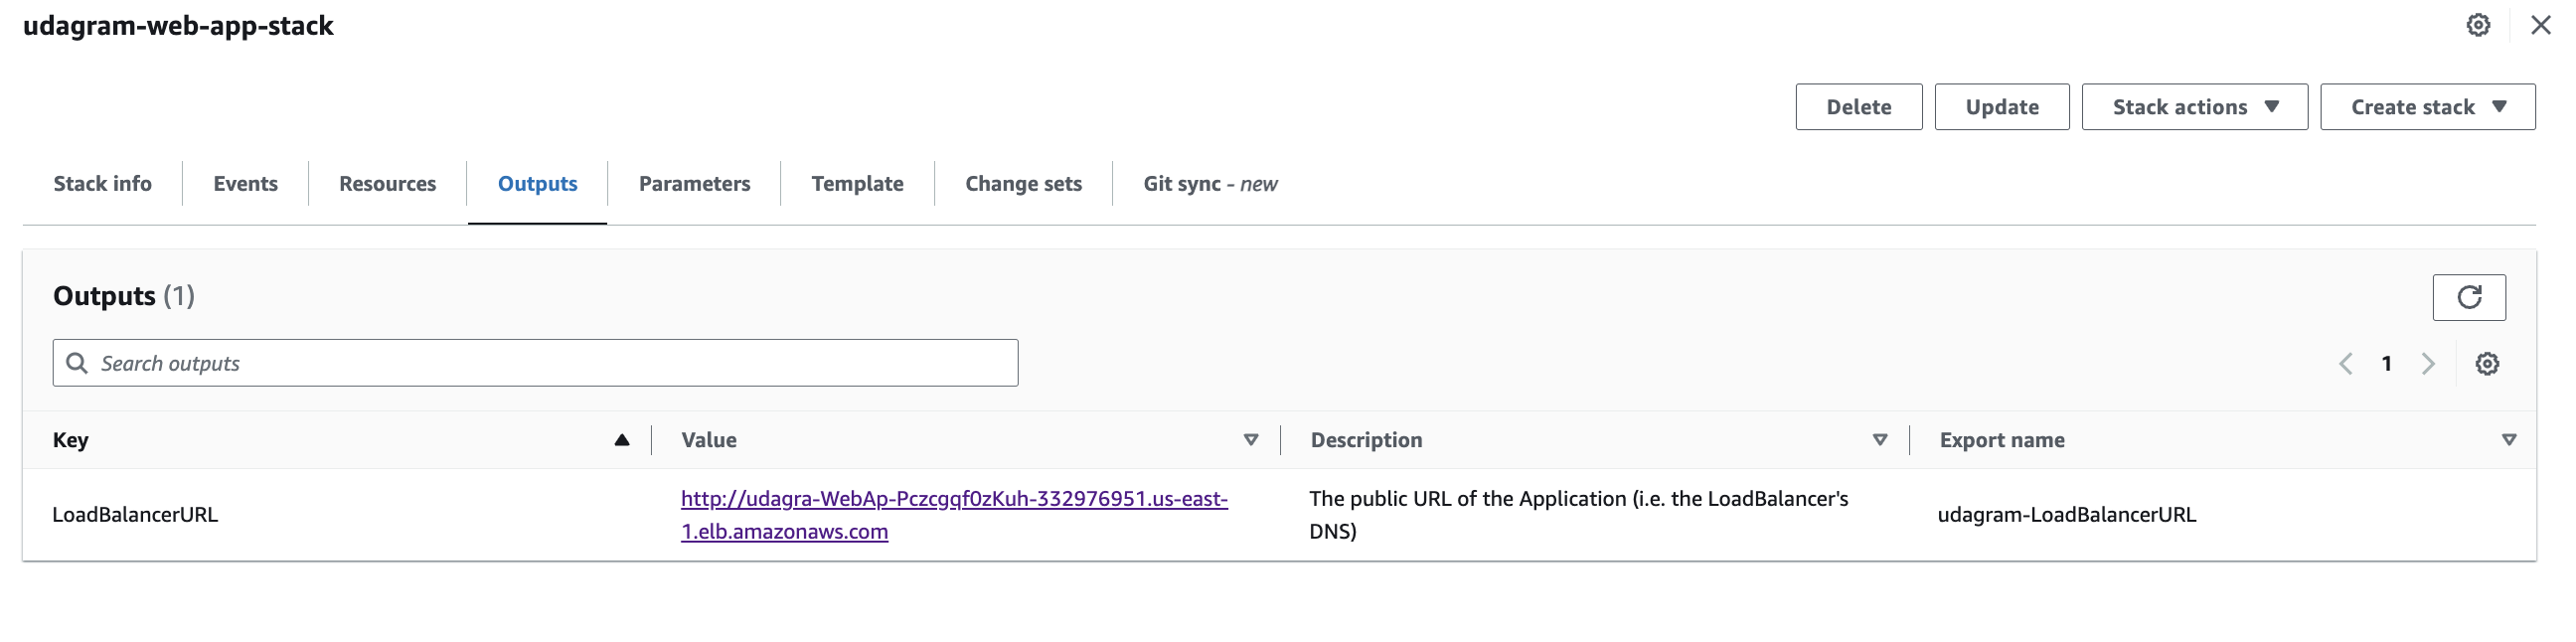 udagram-web-app-stack
Delete
Update
Stack actions
Create stack
Stack info
Events
Resources
Outputs
Parameters
Template
Change sets
Git sync - new
Outputs (1)
Search outputs
1
Key
Value
Description
Export name
LoadBalancerURL
http://udagra-WebAp-Pczcgqf0zKuh-332976951.us-east-
1.elb.amazonaws.com
The public URL of the Application (i.e. the LoadBalancer's
DNS)
udagram-LoadBalancerURL